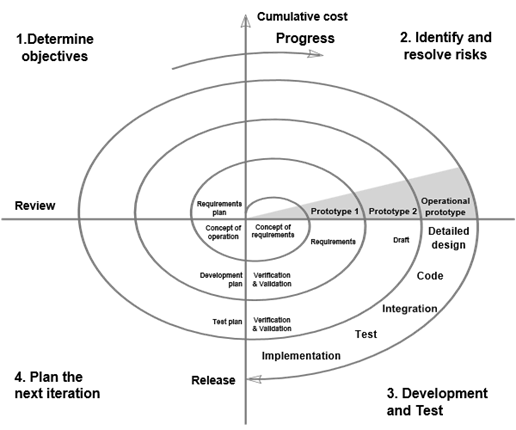 Cumulative cost
1.Determine
objectives
Progress
2. Identify and
resolve risks
Review
Requirements
plan
Prototype 1
Prototype 2
Operational
prototype
Concept of
operation
Concept of
requirements
Requirements
Draft
Detailed
design
Development
plan
Verification
& Validation
Code
Integration
Test plan
Verification
& Validation
Test
Implementation
4. Plan the
next iteration
Release
3. Development
and Test